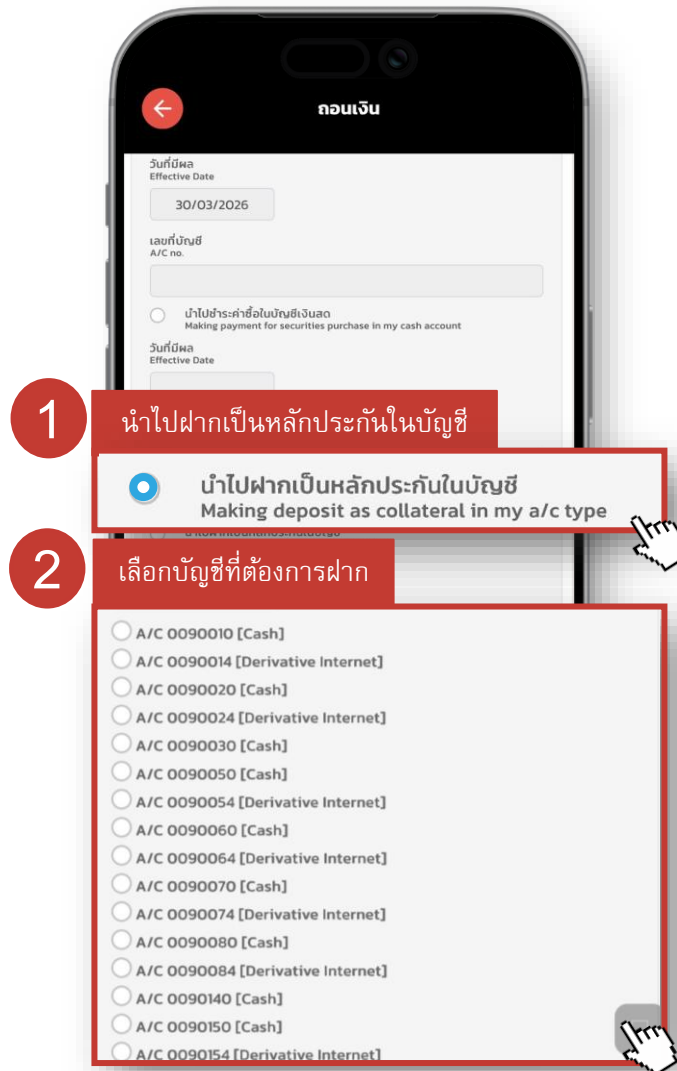 ถอนเงิน
วันที่มีผล
Effective Date
30/03/2026
เลขที่บัญชี
A/C no.
นำไปชำระค่าซื้อในบัญชีเงินสด
Making payment for securities purchase in my cash account
วันที่มีผล
Effective Date
1
นำไปฝากเป็นหลักประกันในบัญชี
นำไปฝากเป็นหลักประกันในบัญชี
Making deposit as collateral in my a/c type
2
เลือกบัญชีที่ต้องการฝาก
A/C 0090010 [Cash]
A/C 0090014 [Derivative Internet]
A/C 0090020 [Cash]
A/C 0090024 [Derivative Internet]
A/C 0090030 [Cash]
A/C 0090050 [Cash]
A/C 0090054 [Derivative Internet]
A/C 0090060 [Cash]
A/C 0090064 [Derivative Internet]
A/C 0090070 [Cash]
A/C 0090074 [Derivative Internet]
A/C 0090080 [Cash]
A/C 0090084 [Derivative Internet]
A/C 0090140 [Cash]
A/C 0090150 [Cash]
A/C 0090154 [Derivative Internet]